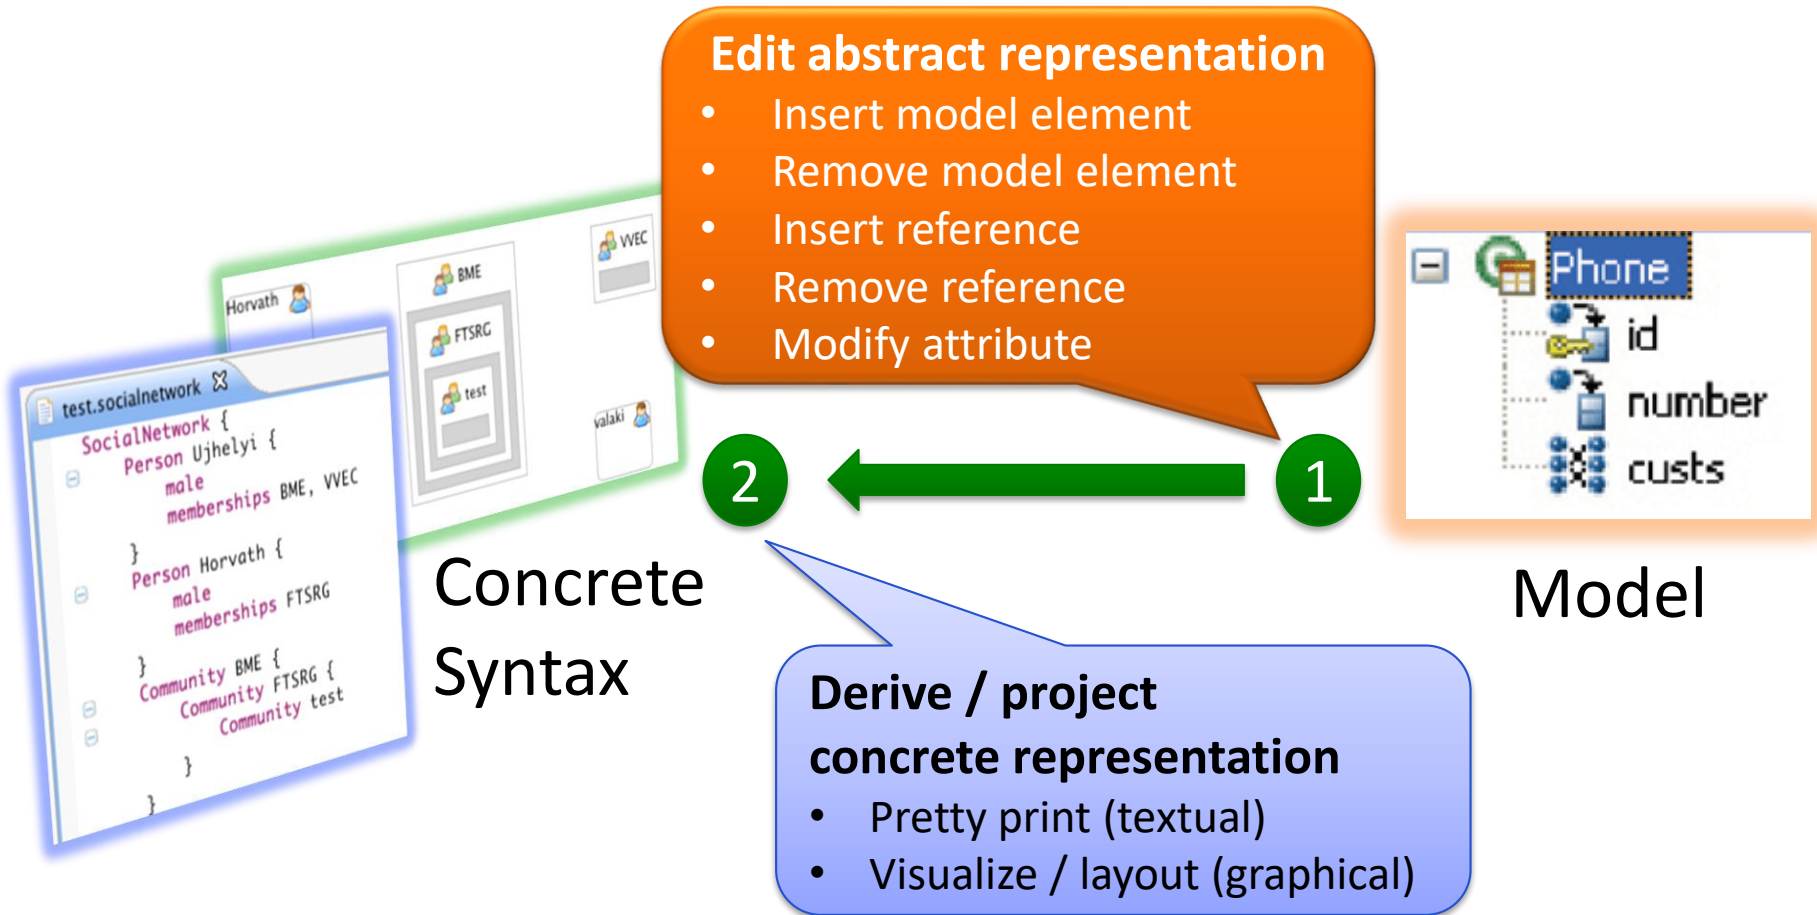 Edit abstract representation
• Insert model element
• Remove model element
• Insert reference
• Remove reference
• Modify attribute
Horvath
BME
FTSRG
test
VVEC
valaki
test.socialnetwork
SocialNetwork {
Person Ujhelyi {
male
memberships BME, VVEC
}
Person Horvath {
male
memberships FTSRG
}
Community BME {
Community FTSRG {
Community test
}
}
2
1
Phone
id
number
custs
Concrete
Syntax
Model
Derive / project
concrete representation
• Pretty print (textual)
• Visualize / layout (graphical)